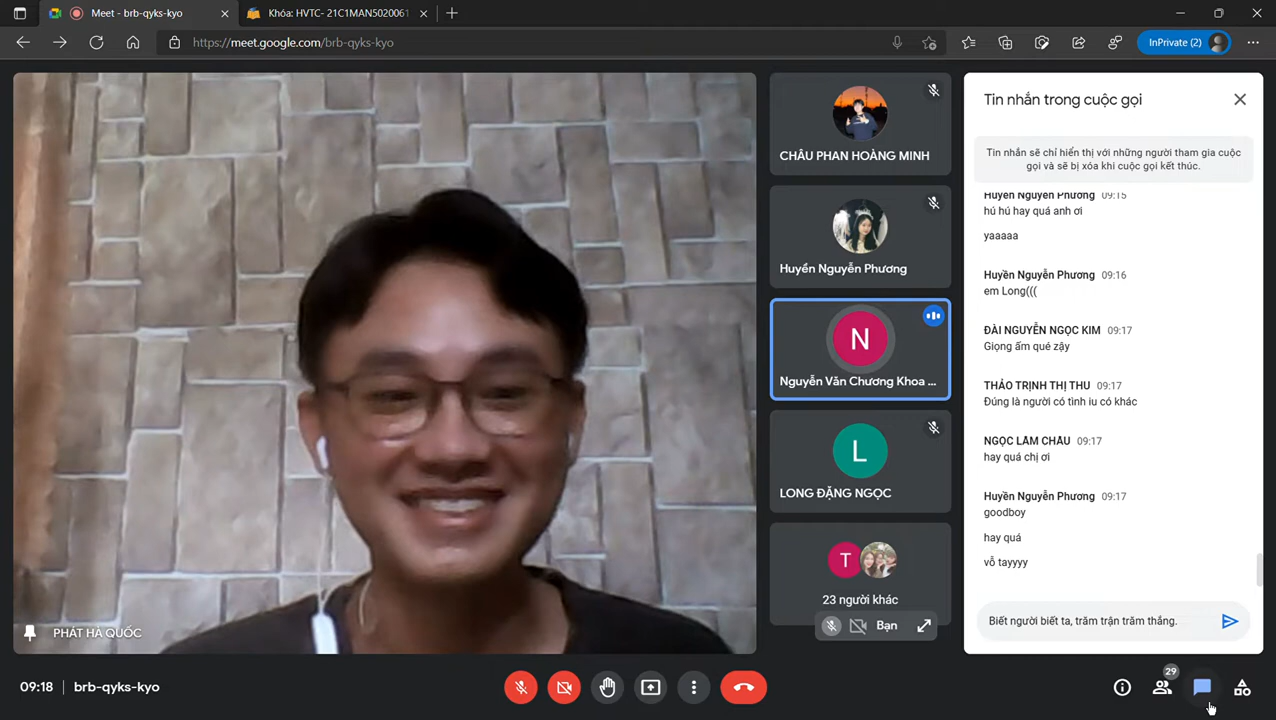 Meet - brb-qyks-kyo
Khóa: HVTC- 21C1MAN5020061
https://meet.google.com/brb-qyks-kyo
InPrivate (2)
PHÁT HÀ QUỐC
CHÂU PHAN HOÀNG MINH
Huyền Nguyễn Phương
N
Nguyễn Văn Chương Khoa ...
L
LONG ĐẶNG NGỌC
T
23 người khác
Bạn
Tin nhắn trong cuộc gọi
Tin nhắn sẽ chỉ hiển thị với những người tham gia cuộc
gọi và sẽ bị xóa khi cuộc gọi kết thúc.
Huyền Nguyễn Phương 09:15
hú hú hay quá anh ơi
yaaaaa
Huyền Nguyễn Phương 09:16
em Long(((
ĐÀI NGUYỄN NGỌC KIM 09:17
Giọng ấm qué zậy
THẢO TRỊNH THỊ THU 09:17
Đúng là người có tình iu có khác
NGỌC LÂM CHÂU 09:17
hay quá chị ơi
Huyền Nguyễn Phương 09:17
goodboy
hay quá
vỗ tayyyy
Biết người biết ta, trăm trận trăm thắng.
09:18 | brb-qyks-kyo
29